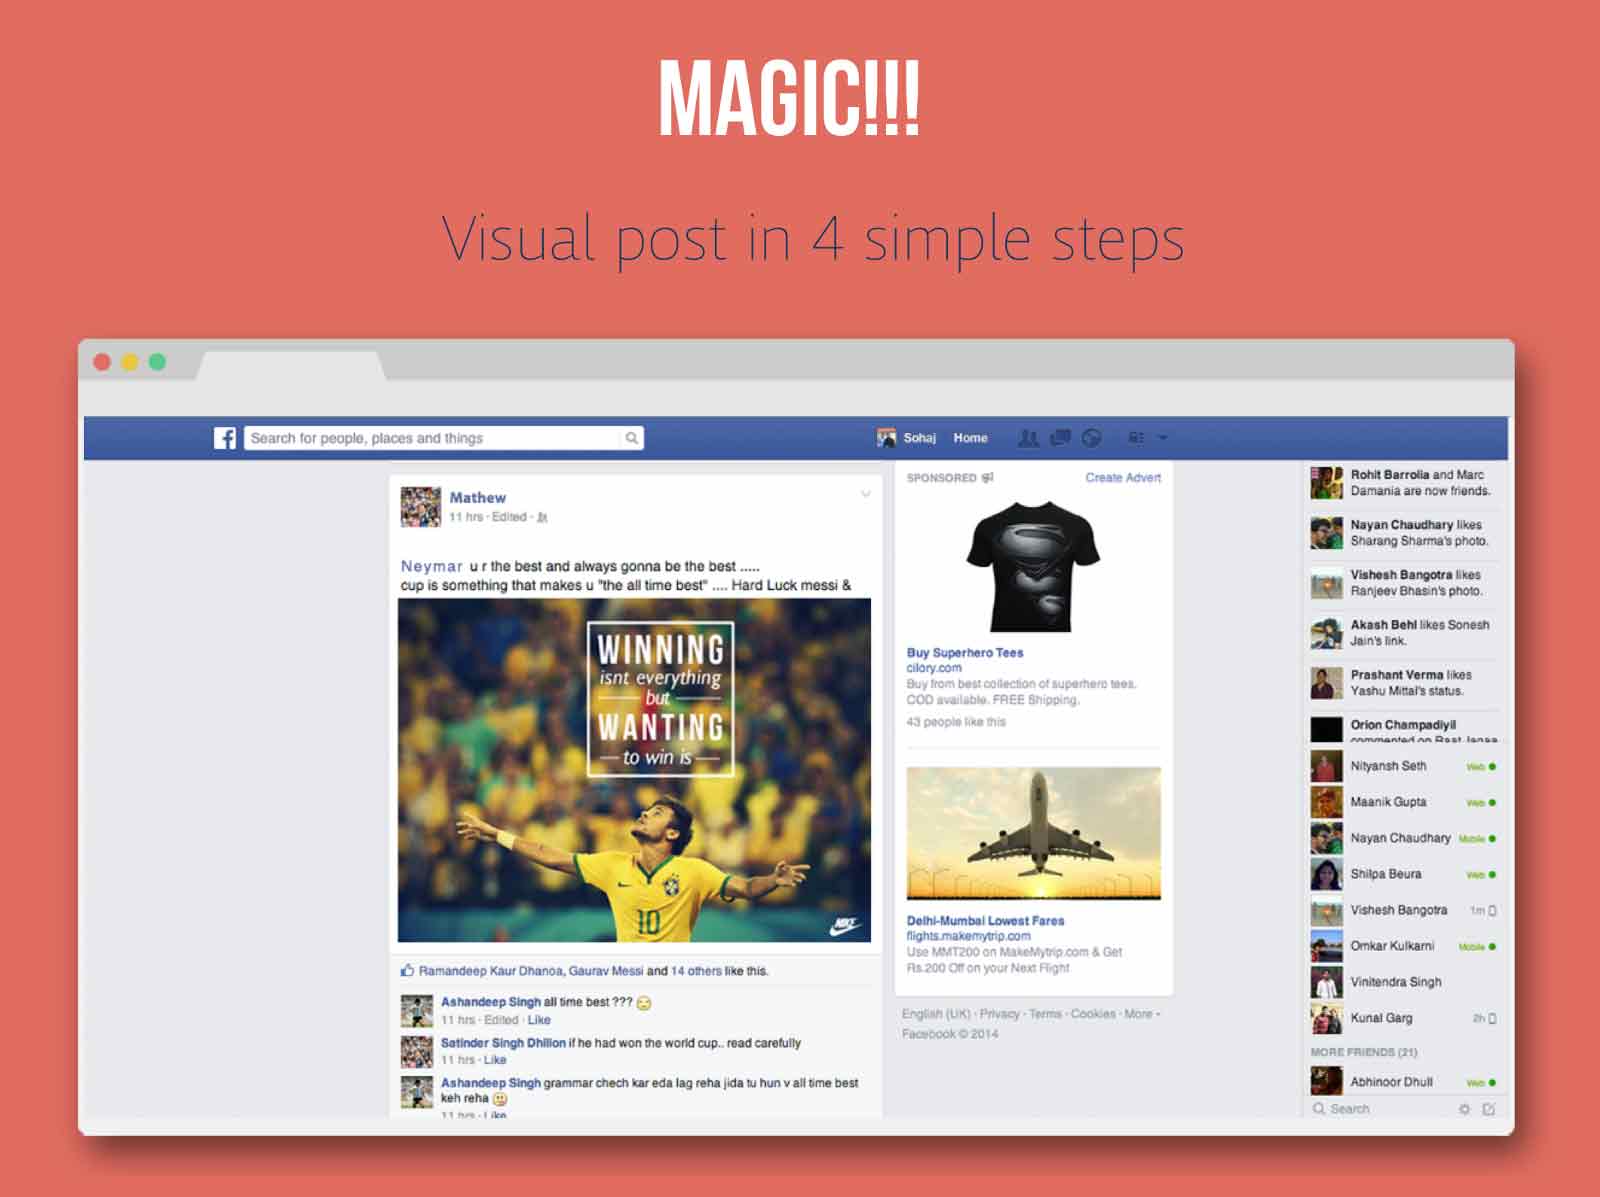 MAGIC!!!
Visual post in 4 simple steps
Search for people, places and things
Sohaj Home
Mathew
11 hrs · Edited ·
Neymar u r the best and always gonna be the best .....
cup is something that makes u "the all time best" .... Hard Luck messi &
WINNING
isnt everything
but
WANTING
to win is
10
NIKE
Ramandeep Kaur Dhanoa, Gaurav Messi and 14 others like this.
Ashandeep Singh all time best ???
11 hrs · Edited · Like
Satinder Singh Dhillon if he had won the world cup.. read carefully
11 hrs · Like
Ashandeep Singh grammar chech kar eda lag reha jida tu hun v all time best
keh reha
11 hrs · Like
SPONSORED Create Advert
Buy Superhero Tees
cilory.com
Buy from best collection of superhero tees.
COD available. FREE Shipping.
43 people like this
Delhi-Mumbai Lowest Fares
flights.makemytrip.com
Use MMT200 on MakeMytrip.com & Get
Rs.200 Off on your Next Flight
English (UK) · Privacy · Terms · Cookies · More
Facebook © 2014
Rohit Barrolia and Marc
Damania are now friends.
Nayan Chaudhary likes
Sharang Sharma's photo.
Vishesh Bangotra likes
Ranjeev Bhasin's photo.
Akash Behl likes Sonesh
Jain's link.
Prashant Verma likes
Yashu Mittal's status.
Orion Champadiyil
commented on Raat Jagaa
Nityansh Seth Web
Maanik Gupta Web
Nayan Chaudhary Mobile
Shilpa Beura Web
Vishesh Bangotra 1m
Omkar Kulkarni Mobile
Vinitendra Singh
Kunal Garg 2h
MORE FRIENDS (21)
Abhinoor Dhull Web
Search